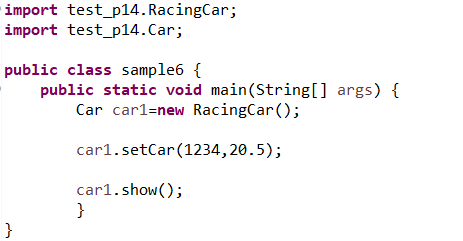 import test_p14.RacingCar;
import test_p14.Car;
public class sample6 {
public static void main(String[] args) {
Car car1=new RacingCar();
car1.setCar(1234,20.5);
car1.show();
}
}